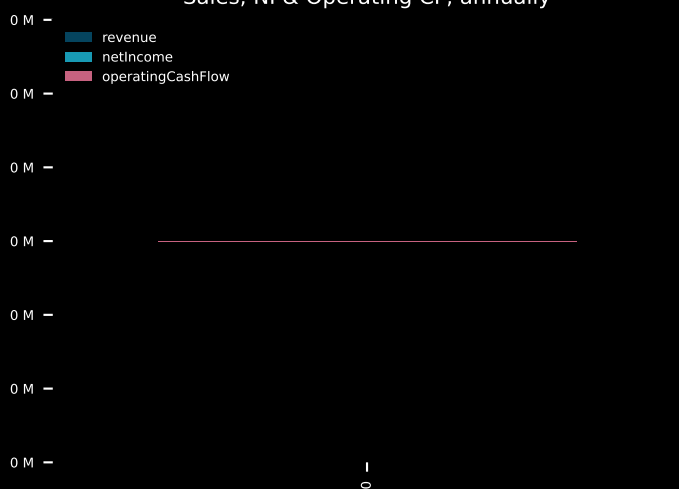 Sales, NI & Operating CF, annually
0 M
revenue
netIncome
operatingCashFlow
0 M
0 M
0 M
0 M
0 M
0 M
0